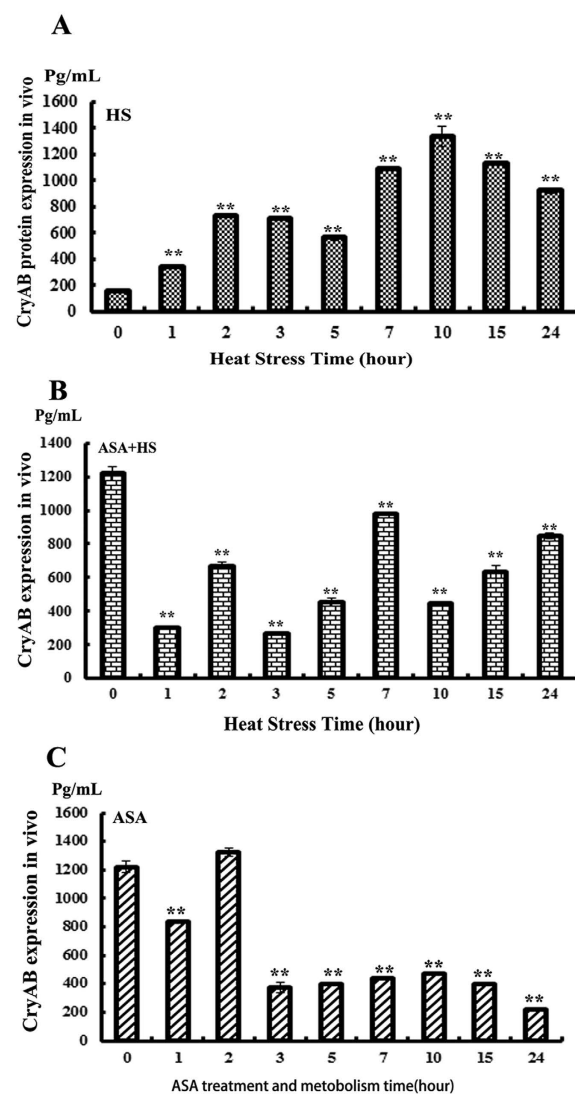 A
Pg/mL
CryAB protein expression in vivo
1600
1400
1200
1000
800
600
400
200
0
HS
**
**
**
**
**
**
**
**
0 1 2 3 5 7 10 15 24
Heat Stress Time (hour)
B
Pg/mL
CryAB expression in vivo
1400
1200
1000
800
600
400
200
0
ASA+HS
**
**
**
**
**
**
**
**
0 1 2 3 5 7 10 15 24
Heat Stress Time (hour)
C
Pg/mL
CryAB expression in vivo
1600
1400
1200
1000
800
600
400
200
0
ASA
**
**
**
**
**
**
**
0 1 2 3 5 7 10 15 24
ASA treatment and metobolism time(hour)